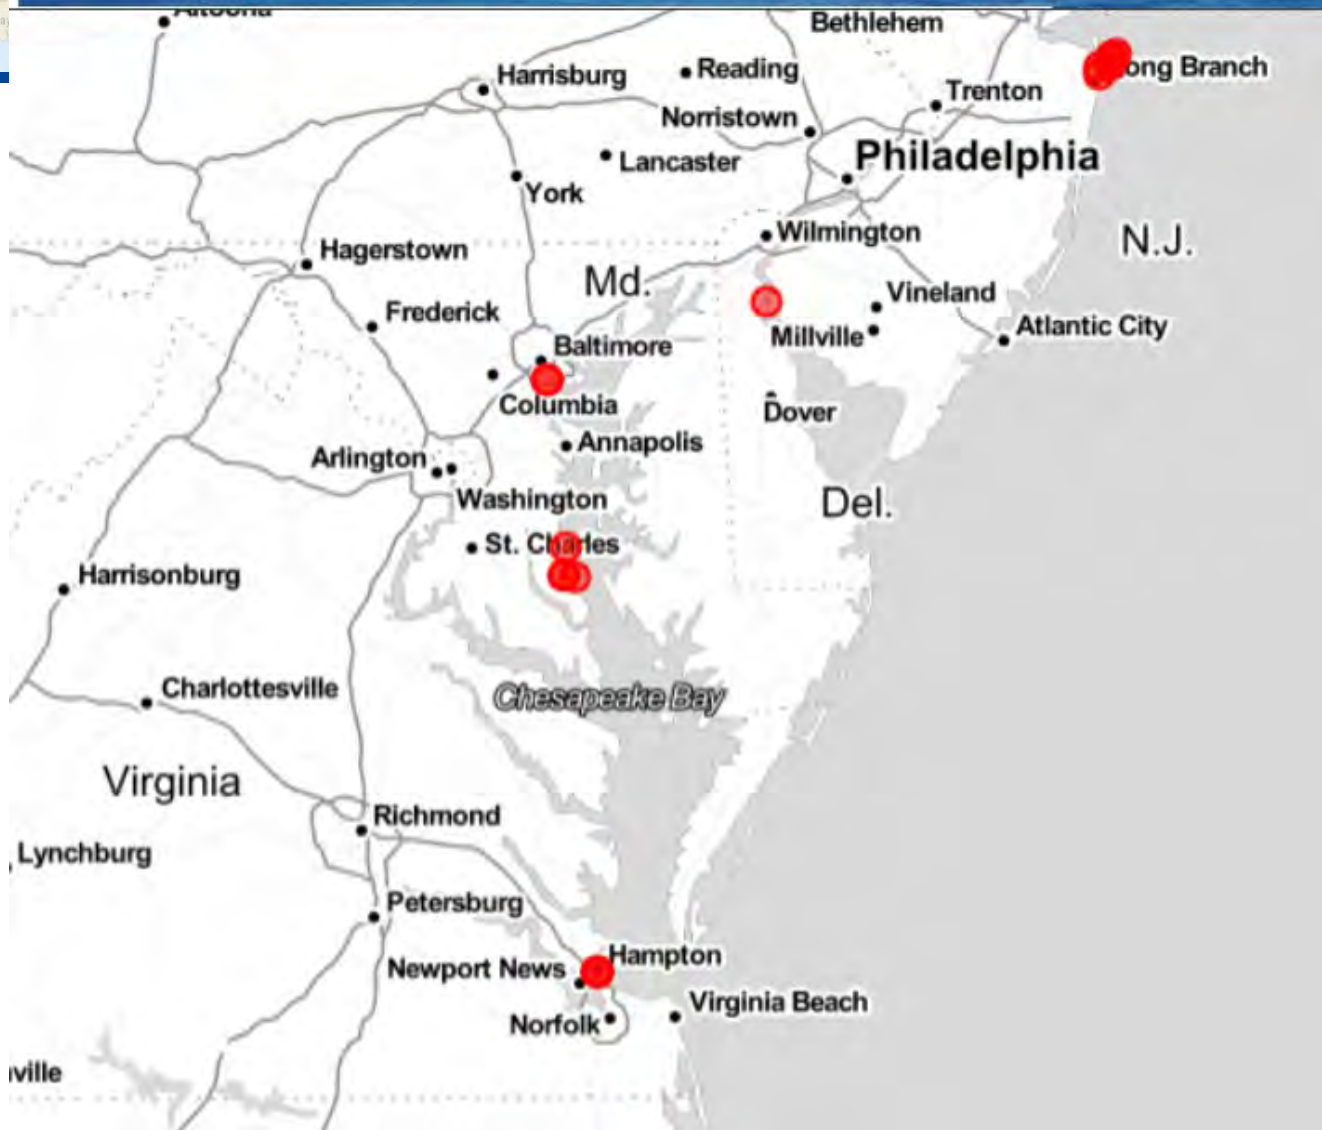 Altoona
Bethlehem
Harrisburg
Reading
ong Branch
Trenton
Norristown
Philadelphia
Lancaster
York
Wilmington
N.J.
Hagerstown
Md.
Vineland
Frederick
Atlantic City
Millville
Baltimore
Columbia
Dover
Annapolis
Arlington
Washington
Del.
St. Charles
Harrisonburg
Charlottesville
Chesapeake Bay
Virginia
Richmond
Lynchburg
Petersburg
Hampton
Newport News
Virginia Beach
Norfolk
ville